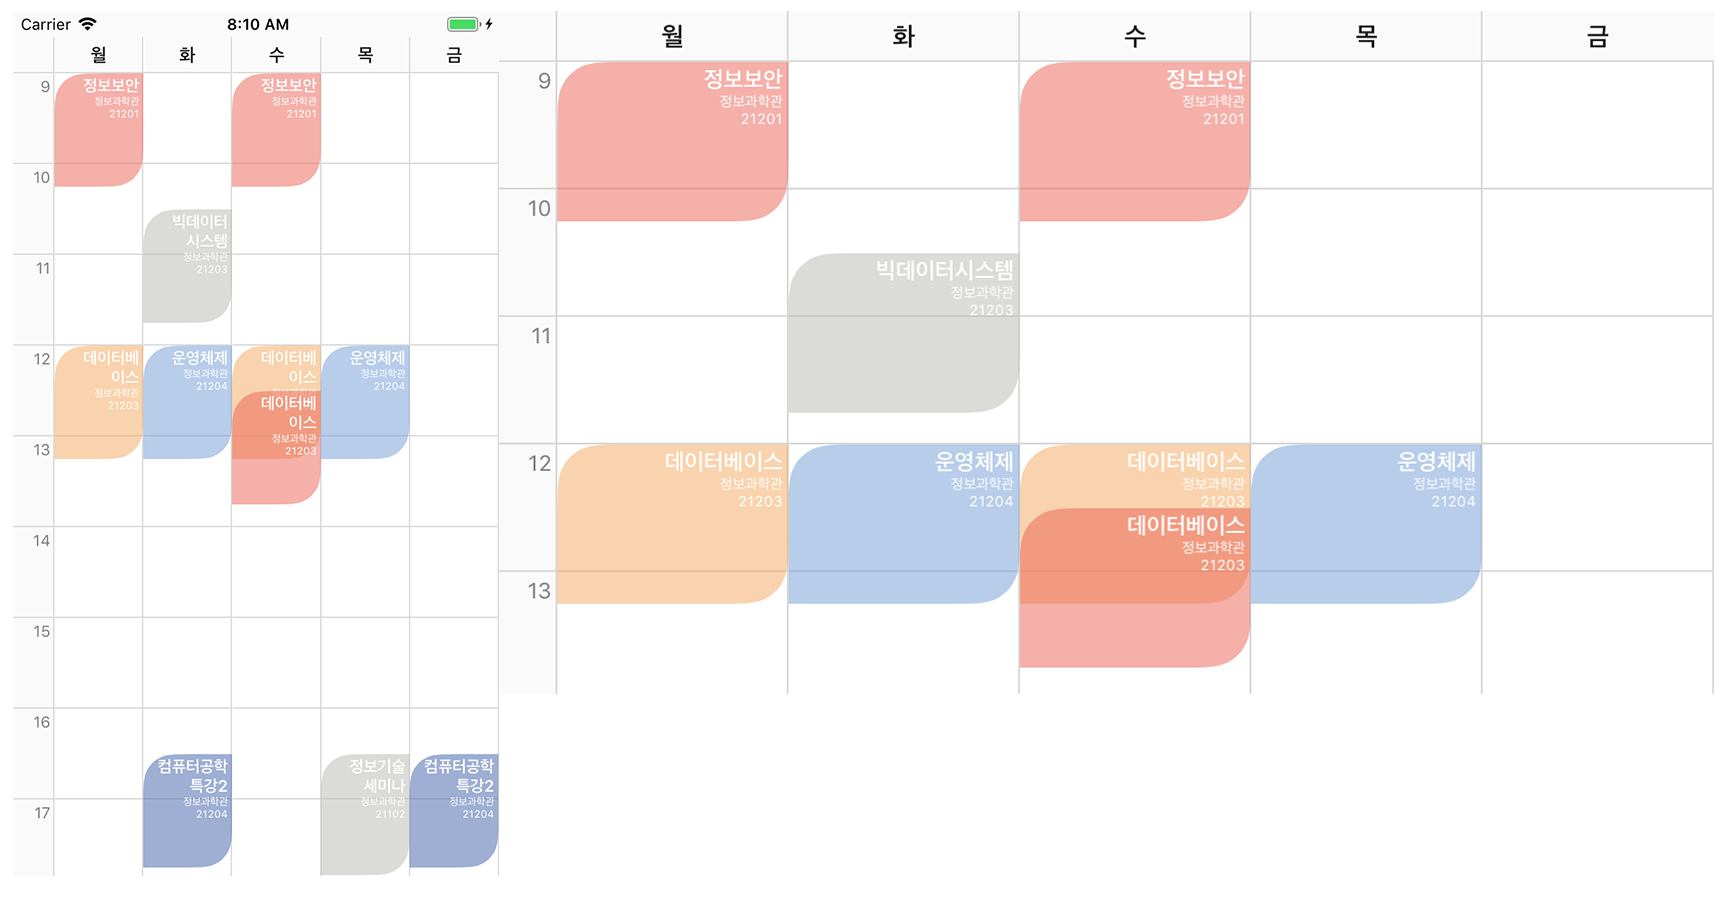 Carrier 8:10 AM
월 화 수 목 금
9
정보보안
정보과학관
21201
정보보안
정보과학관
21201
10
빅데이터
시스템
정보과학관
21203
11
12
데이터베
이스
정보과학관
21203
운영체제
정보과학관
21204
데이터베
이스
데이터베
이스
정보과학관
21203
운영체제
정보과학관
21204
13
14
15
16
컴퓨터공학
특강2
정보과학관
21204
정보기술
세미나
정보과학관
21102
컴퓨터공학
특강2
정보과학관
21204
17
월 화 수 목 금
9
정보보안
정보과학관
21201
정보보안
정보과학관
21201
10
빅데이터시스템
정보과학관
21203
11
12
데이터베이스
정보과학관
21203
운영체제
정보과학관
21204
데이터베이스
정보과학관
21203
데이터베이스
정보과학관
21203
운영체제
정보과학관
21204
13